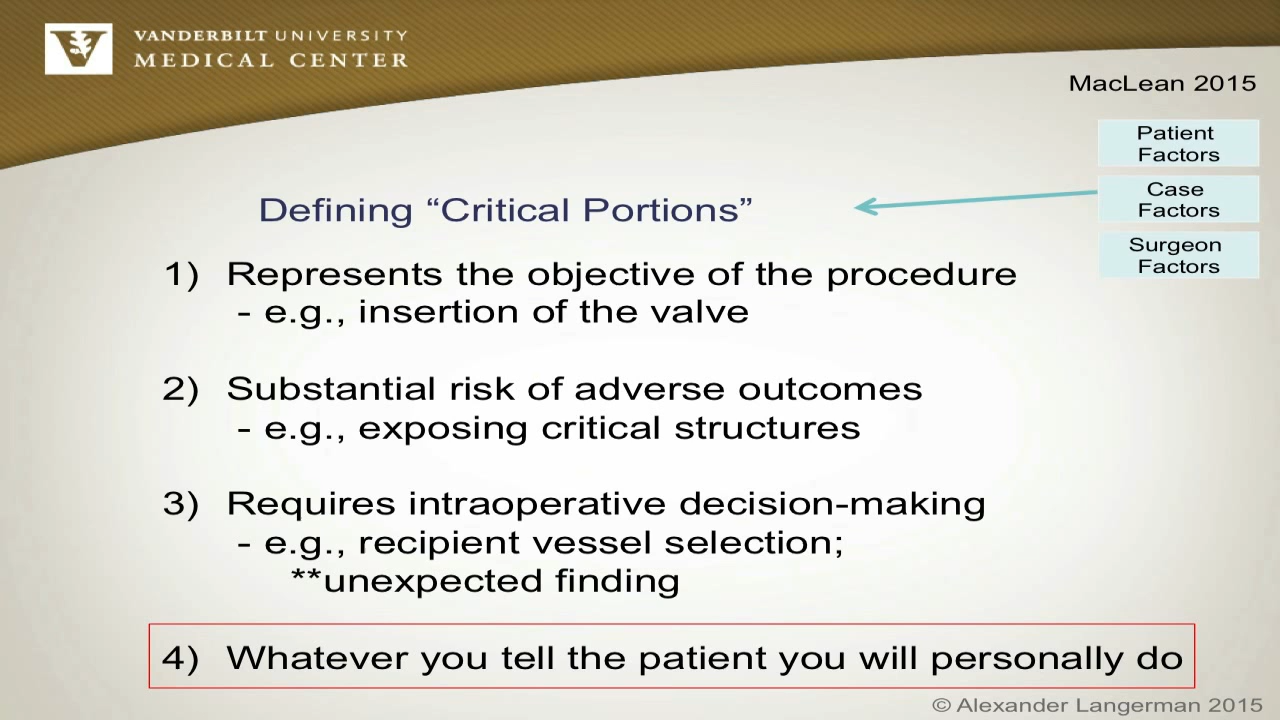 VANDERBILT UNIVERSITY
MEDICAL CENTER
MacLean 2015
Patient
Factors
Case
Factors
Surgeon
Factors
Defining “Critical Portions”
1) Represents the objective of the procedure
- e.g., insertion of the valve
2) Substantial risk of adverse outcomes
- e.g., exposing critical structures
3) Requires intraoperative decision-making
- e.g., recipient vessel selection;
**unexpected finding
4) Whatever you tell the patient you will personally do
© Alexander Langerman 2015